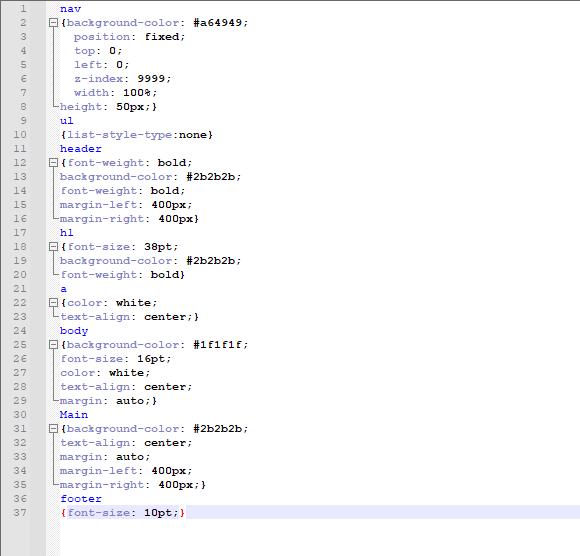 1 nav
2 {background-color: #a64949;
3 position: fixed;
4 top: 0;
5 left: 0;
6 z-index: 9999;
7 width: 100%;
8 height: 50px;}
9 ul
10 {list-style-type:none}
11 header
12 {font-weight: bold;
13 background-color: #2b2b2b;
14 font-weight: bold;
15 margin-left: 400px;
16 margin-right: 400px}
17 h1
18 {font-size: 38pt;
19 background-color: #2b2b2b;
20 font-weight: bold}
21 a
22 {color: white;
23 text-align: center;}
24 body
25 {background-color: #1f1f1f;
26 font-size: 16pt;
27 color: white;
28 text-align: center;
29 margin: auto;}
30 Main
31 {background-color: #2b2b2b;
32 text-align: center;
33 margin: auto;
34 margin-left: 400px;
35 margin-right: 400px;}
36 footer
37 {font-size: 10pt;}